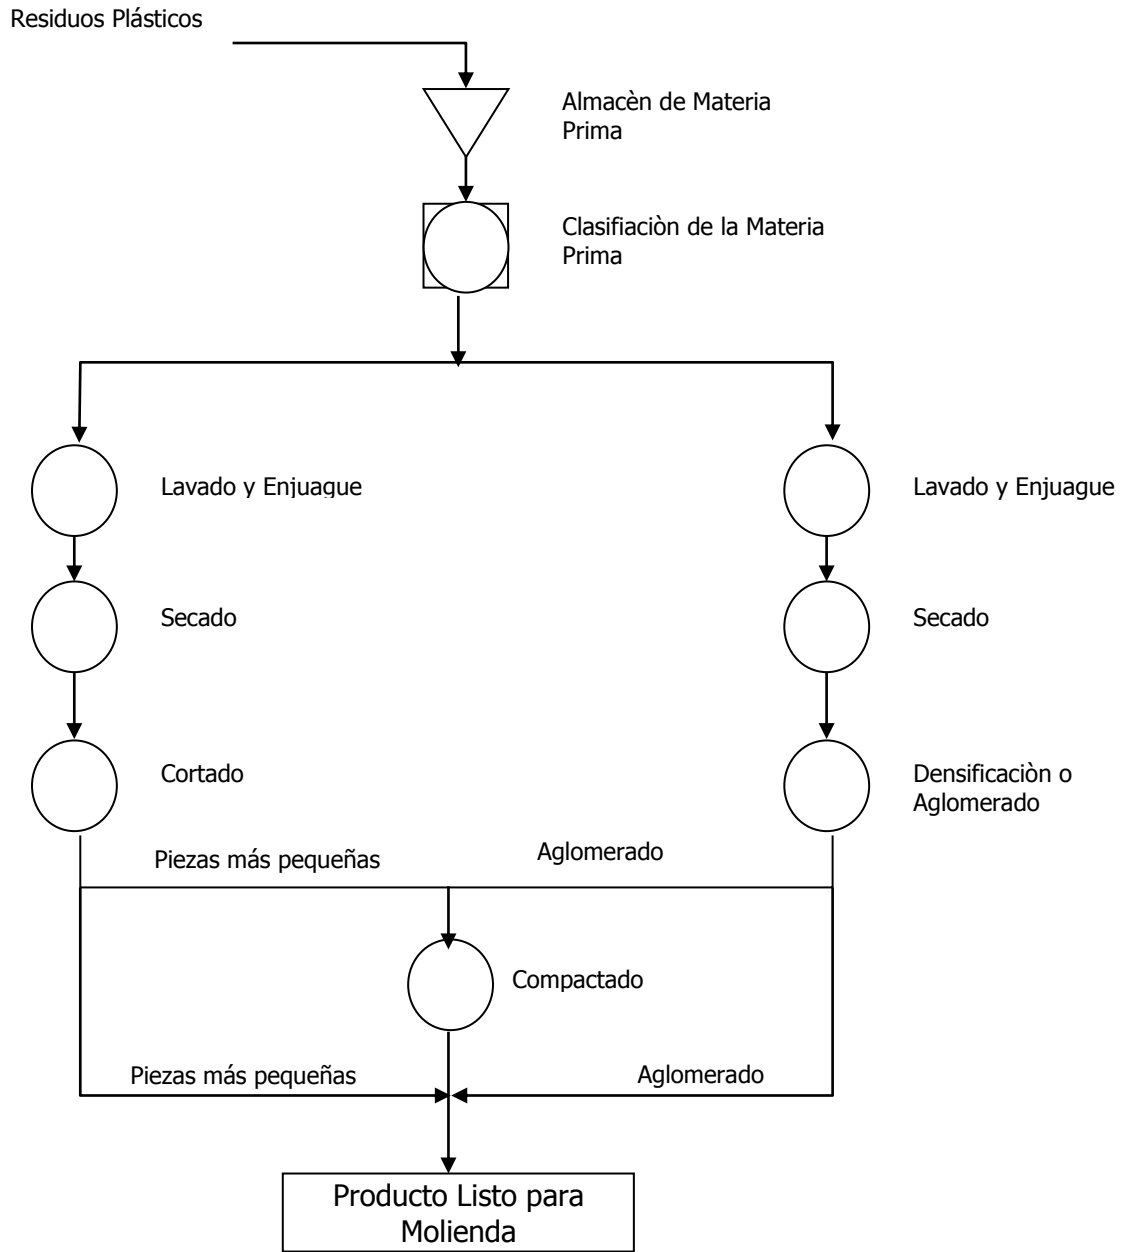 Residuos Plásticos
Almacèn de Materia
Prima
Clasifiaciòn de la Materia
Prima
Lavado y Enjuague
Lavado y Enjuague
Secado
Secado
Cortado
Densificaciòn o
Aglomerado
Piezas más pequeñas
Aglomerado
Compactado
Piezas más pequeñas
Aglomerado
Producto Listo para
Molienda